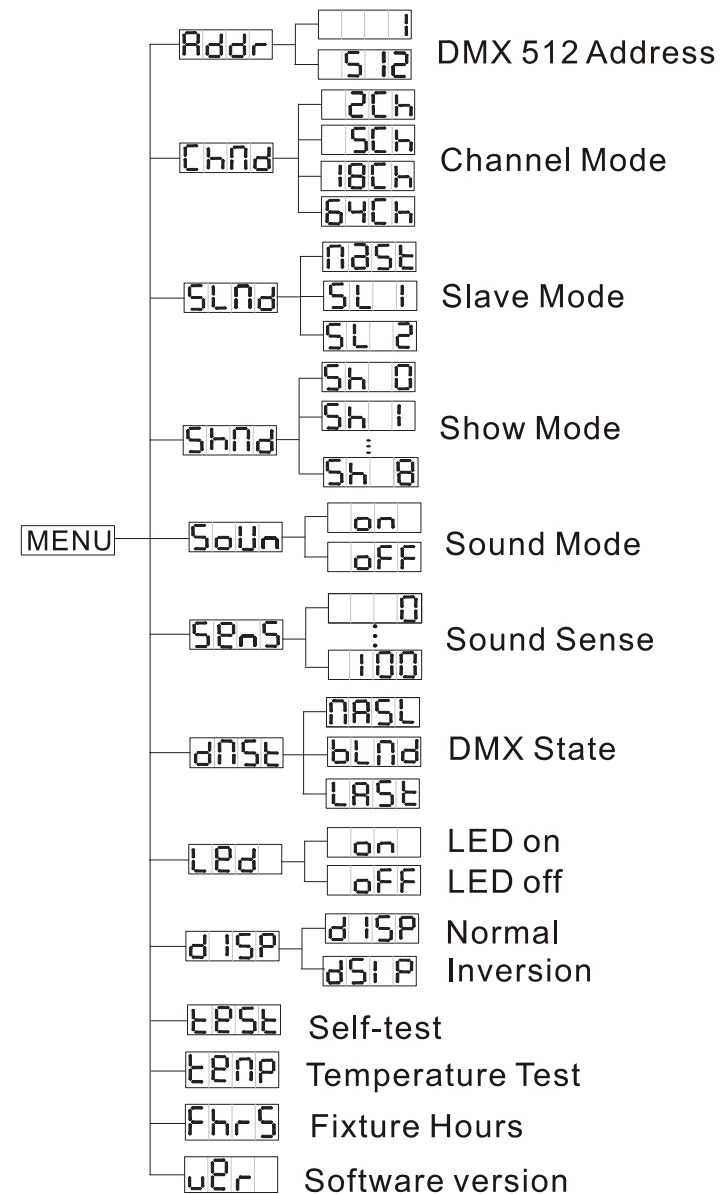 Addr
1
512
DMX 512 Address
ChMd
2Ch
5Ch
18Ch
64Ch
Channel Mode
SLMd
MaSt
SL 1
SL 2
Slave Mode
ShMd
Sh 0
Sh 1
⋮
Sh 8
Show Mode
MENU
SoUn
on
oFF
Sound Mode
SenS
0
⋮
100
Sound Sense
dMSt
MASL
bLMd
LASt
DMX State
Led
on
LED on
oFF
LED off
dISP
dISP
Normal
dSI P
Inversion
teSt
Self-test
teMP
Temperature Test
FhrS
Fixture Hours
ver
Software version